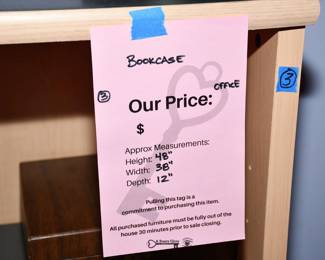 BOOKCASE
3
OFFICE
Our Price:
$
Approx Measurements:
Height: 48"
Width: 38"
Depth: 12"
Pulling this tag is a
commitment to purchasing this item.
All purchased furniture must be fully out of the
house 30 minutes prior to sale closing.
3